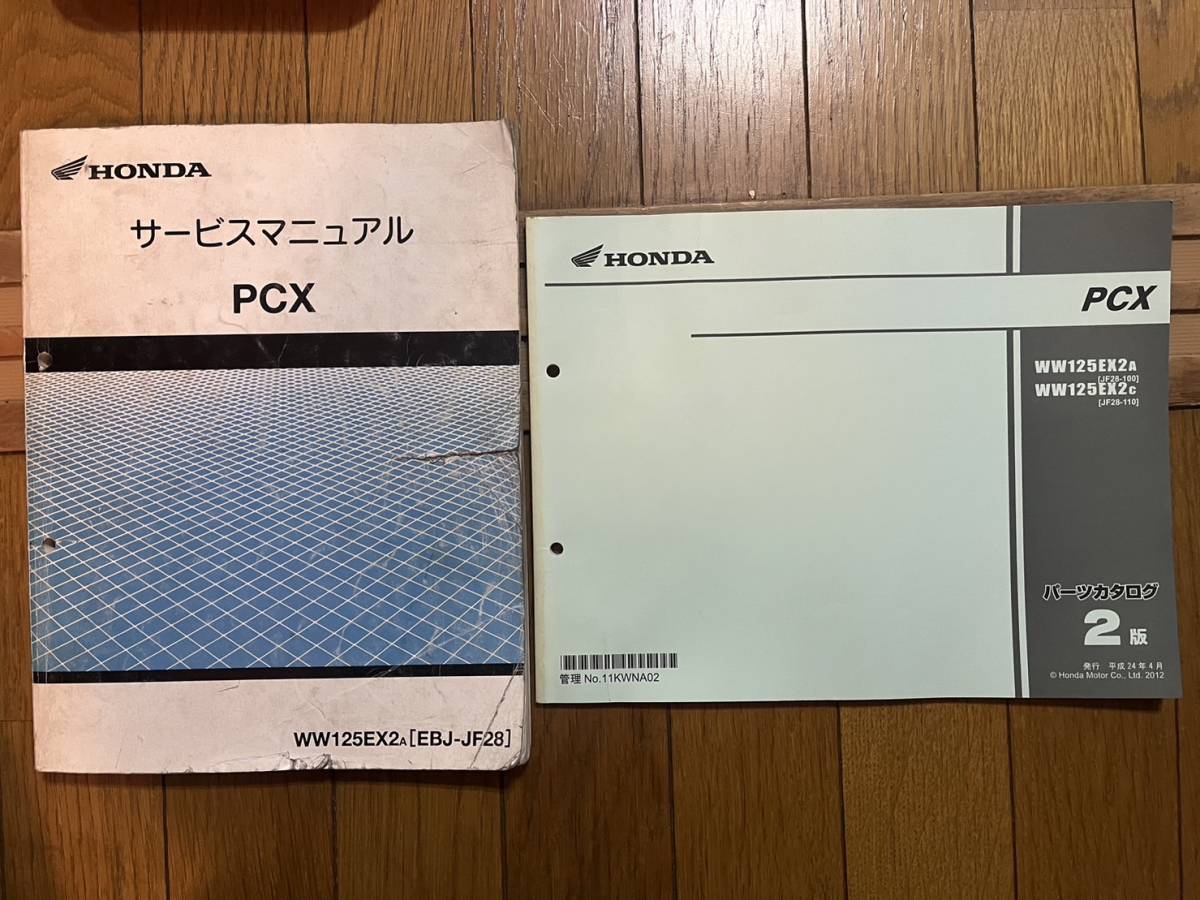 HONDA
サービスマニュアル
PCX
WW125EX2A[EBJ-JF28]
HONDA
PCX
WW125EX2A
[JF28-100]
WW125EX2C
[JF28-110]
パーツカタログ
2版
発行 平成24年4月
© Honda Motor Co., Ltd. 2012
管理 No.11KWNA02